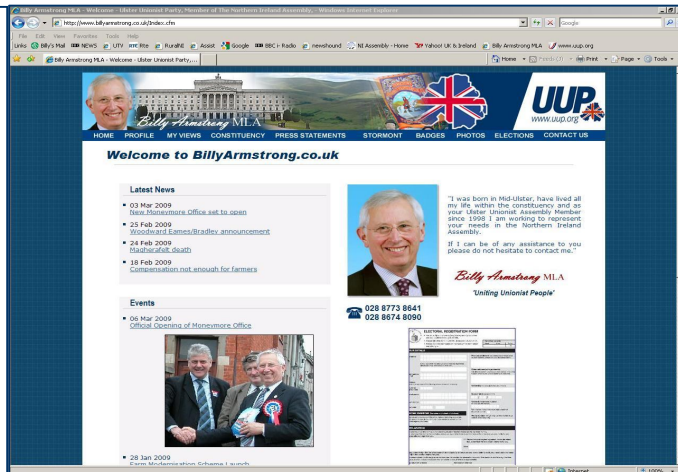 Billy Armstrong MLA - Welcome - Ulster Unionist Party, Member of The Northern Ireland Assembly, - Windows Internet Explorer
http://www.billyarmstrong.co.uk/Index.cfm
Google
File Edit View Favorites Tools Help
Links Billy's Mail NEWS UTV Rte RuralNI Assist Google BBC i- Radio newshound NI Assembly - Home Yahoo! UK & Ireland Billy Armstrong MLA www.uup.org
Billy Armstrong MLA - Welcome - Ulster Unionist Party,...
Home Print Page Tools
Billy Armstrong MLA
UUP
www.uup.org
HOME PROFILE MY VIEWS CONSTITUENCY PRESS STATEMENTS STORMONT BADGES PHOTOS ELECTIONS CONTACT US
Welcome to BillyArmstrong.co.uk
Latest News
03 Mar 2009
New Moneymore Office set to open
25 Feb 2009
Woodward Eames/Bradley announcement
24 Feb 2009
Magherafelt death
18 Feb 2009
Compensation not enough for farmers
"I was born in Mid-Ulster, have lived all
my life within the constituency and as
your Ulster Unionist Assembly Member
since 1998 I am working to represent
your needs in the Northern Ireland
Assembly.
If I can be of any assistance to you
please do not hesitate to contact me."
Billy Armstrong MLA
'Uniting Unionist People'
028 8773 8641
028 8674 8090
Events
06 Mar 2009
Official Opening of Moneymore Office
28 Jan 2009
Farm Modernisation Scheme Launch
ELECTORAL REGISTRATION FORM
Internet
100%